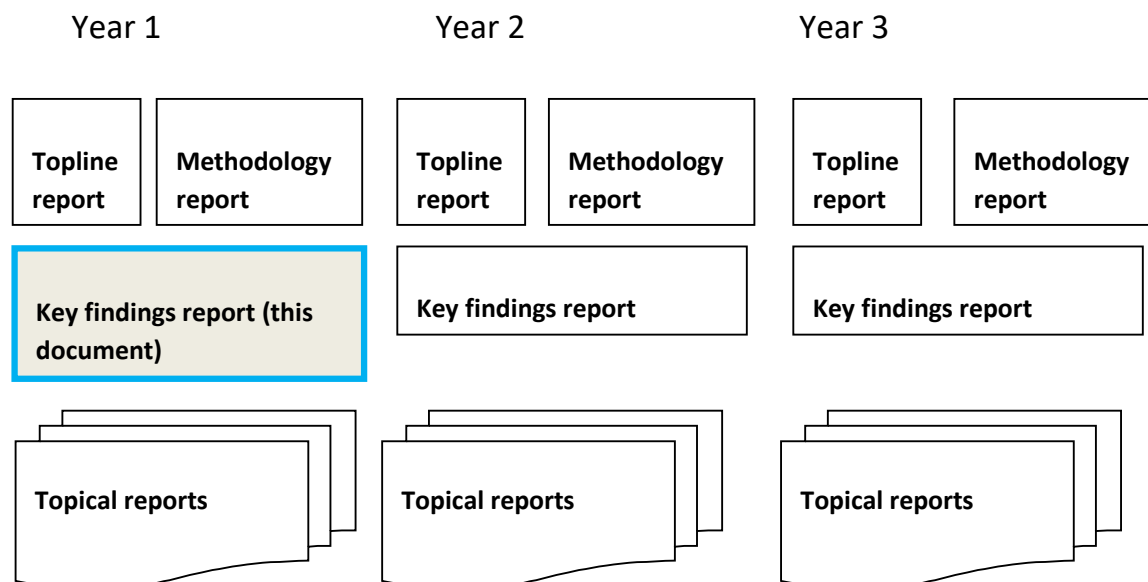 Year 1
Year 2
Year 3
Topline
report
Methodology
report
Topline
report
Methodology
report
Topline
report
Methodology
report
Key findings report (this
document)
Key findings report
Key findings report
Topical reports
Topical reports
Topical reports